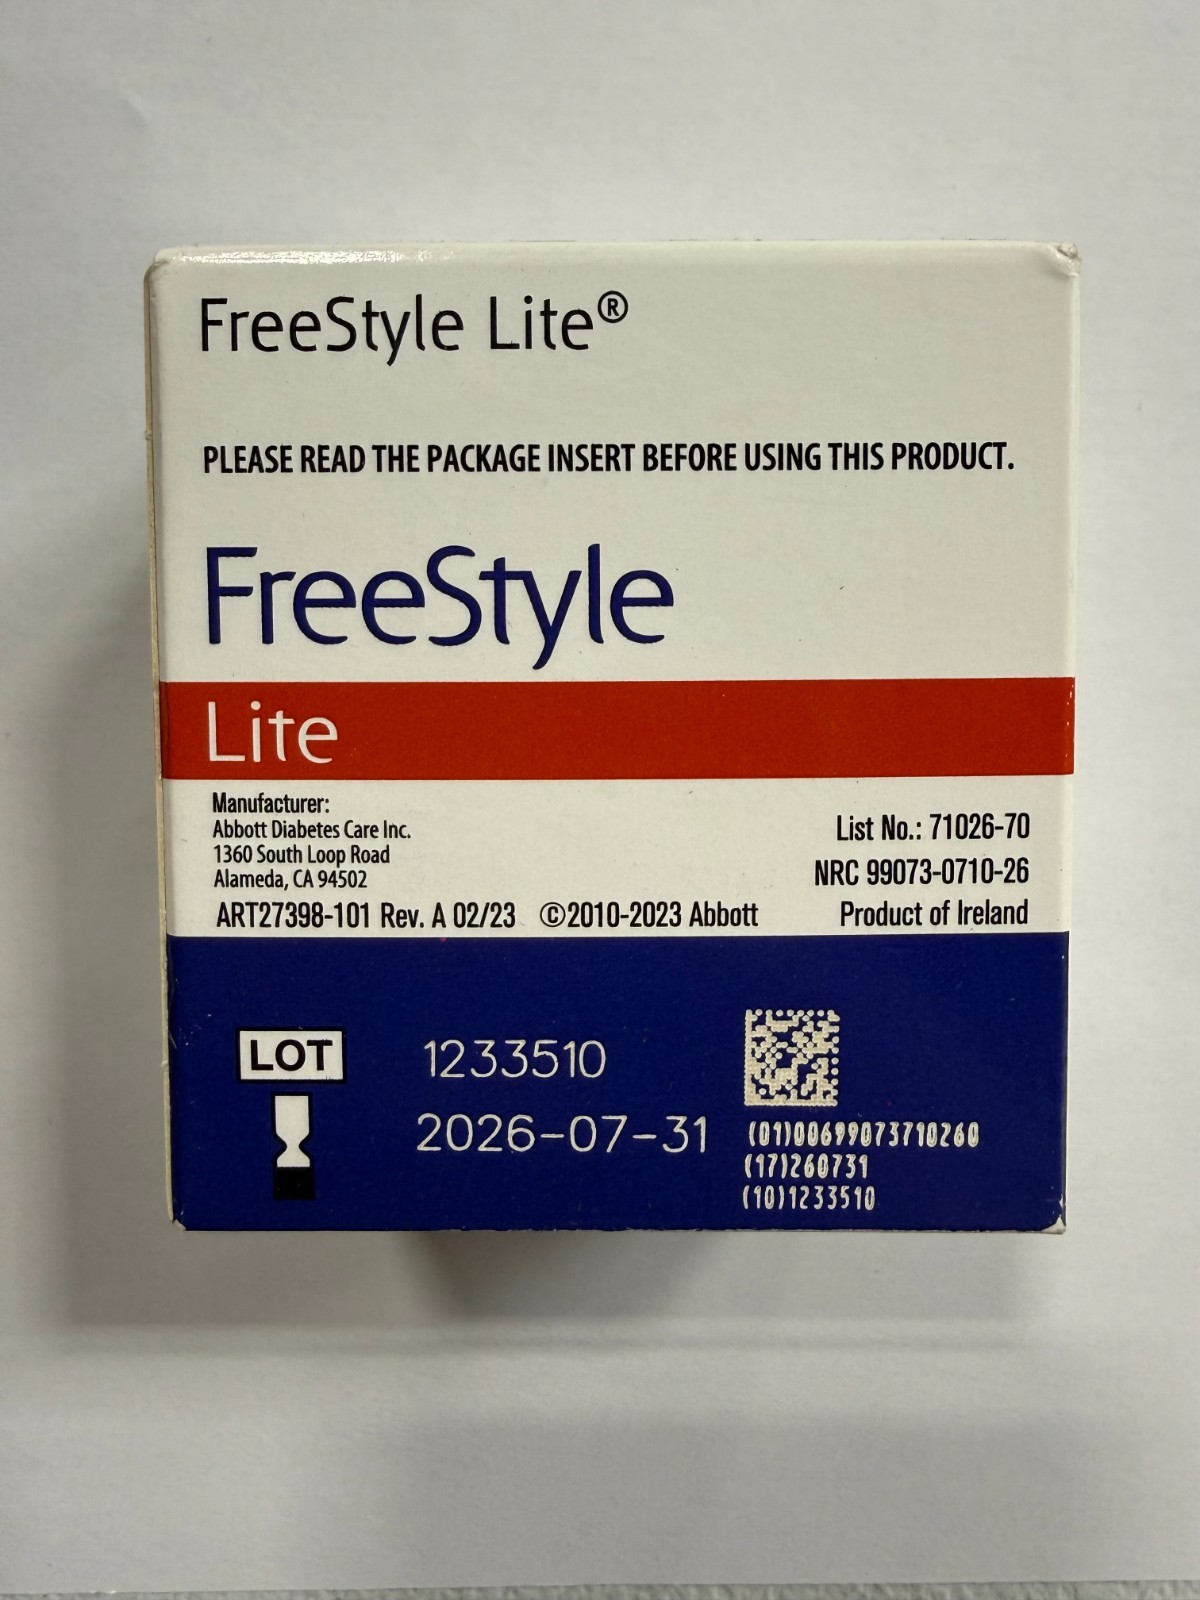 FreeStyle Lite®
PLEASE READ THE PACKAGE INSERT BEFORE USING THIS PRODUCT.
FreeStyle
Lite
Manufacturer:
Abbott Diabetes Care Inc.
1360 South Loop Road
Alameda, CA 94502
ART27398-101 Rev. A 02/23 ©2010-2023 Abbott
List No.: 71026-70
NRC 99073-0710-26
Product of Ireland
LOT 1233510
2026-07-31
(01)00699073710260
(17)260731
(10)1233510